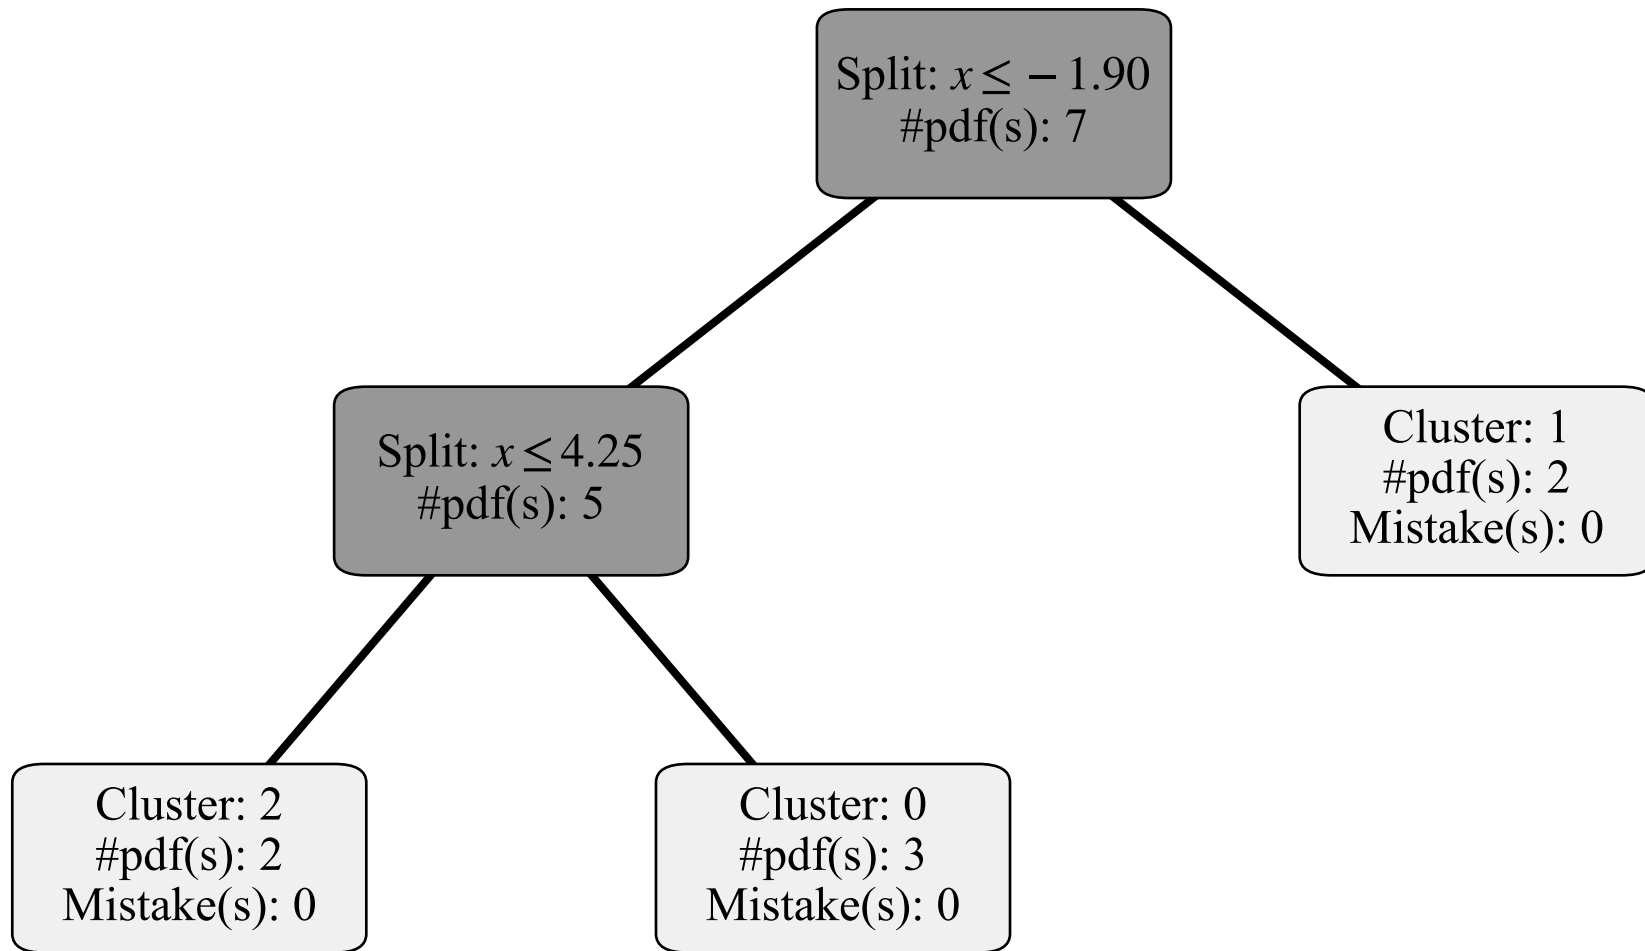 Split: x ≤ − 1.90
#pdf(s): 7
Split: x ≤ 4.25
#pdf(s): 5
Cluster: 1
#pdf(s): 2
Mistake(s): 0
Cluster: 2
#pdf(s): 2
Mistake(s): 0
Cluster: 0
#pdf(s): 3
Mistake(s): 0